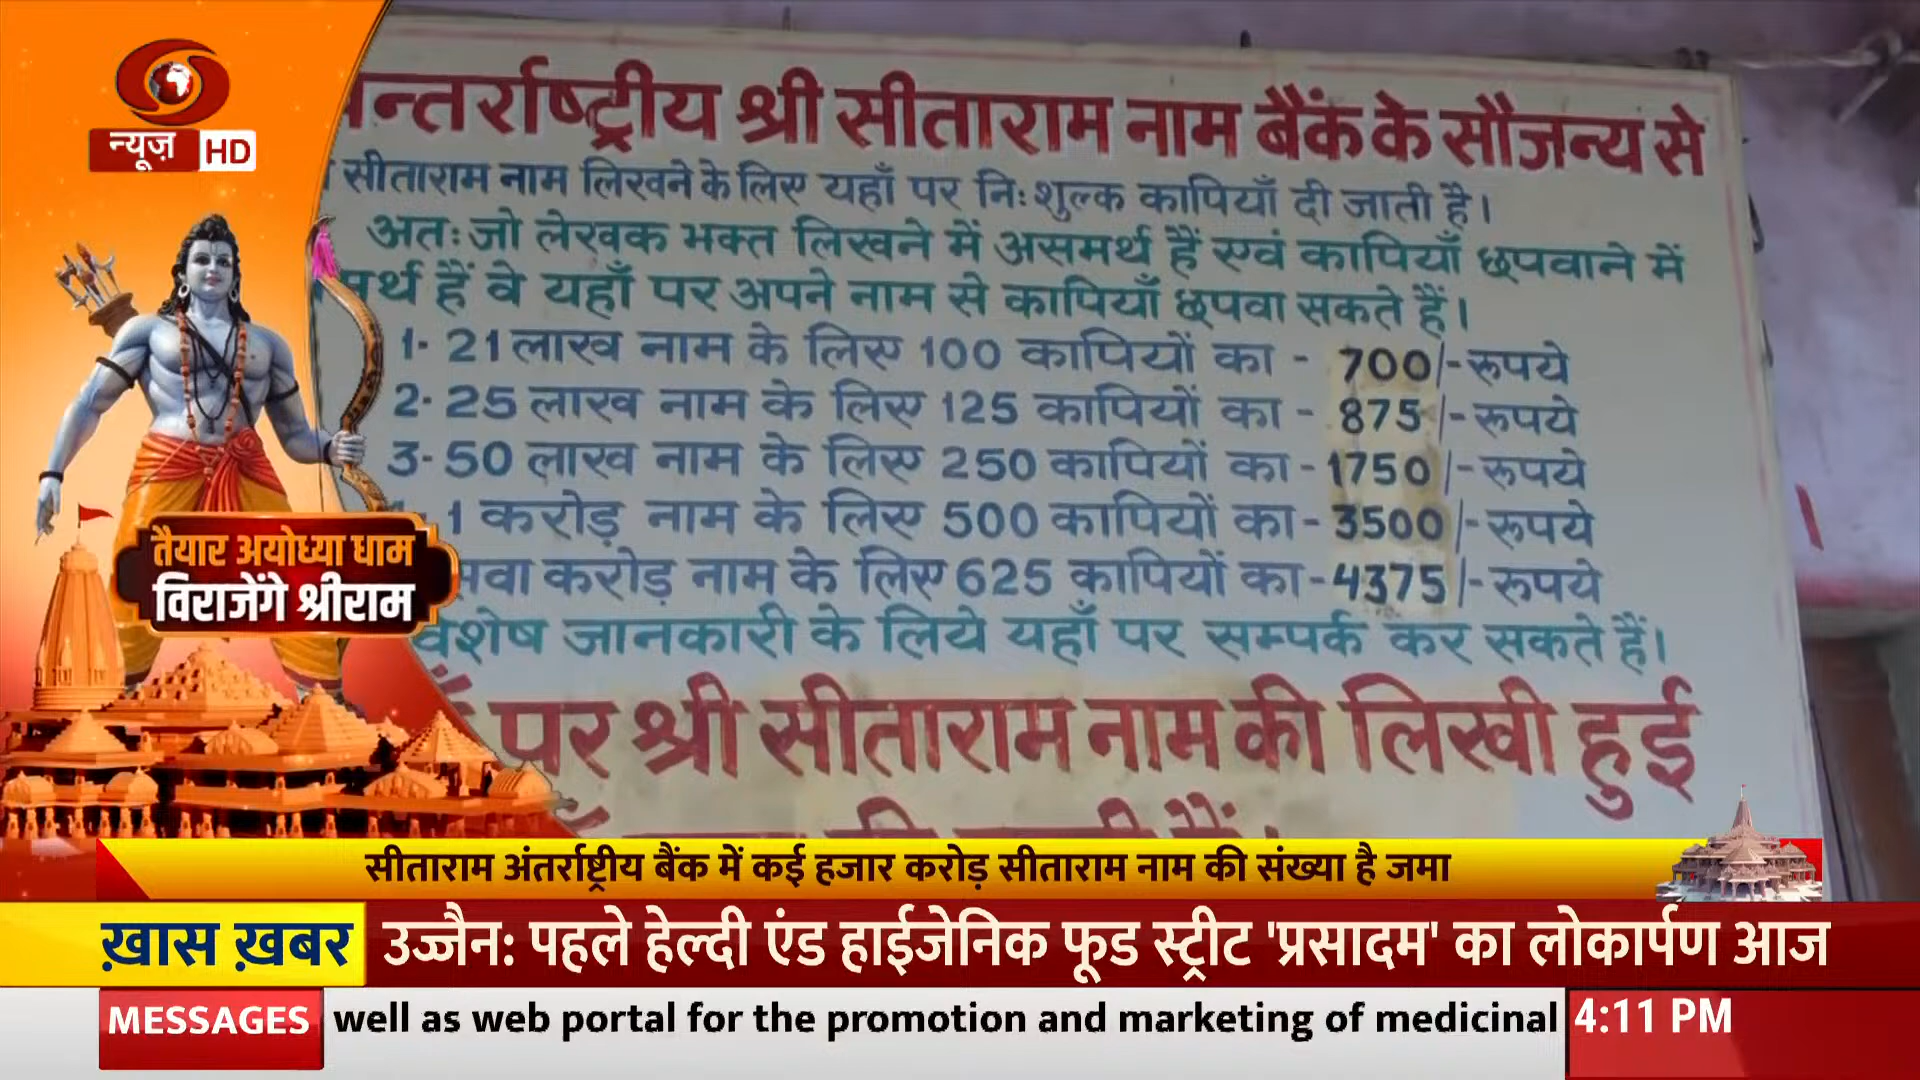 न्यूज़ HD
न्तर्राष्ट्रीय श्री सीताराम नाम बैंक के सौजन्य से
सीताराम नाम लिखने के लिए यहाँ पर निः शुल्क कापियाँ दी जाती है।
अतः जो लेखक भक्त लिखने में असमर्थ हैं एवं कापियाँ छपवाने में
र्थ हैं वे यहाँ पर अपने नाम से कापियाँ छपवा सकते हैं।
1- 21 लाख नाम के लिए 100 कापियों का - 700/- रूपये
2- 25 लाख नाम के लिए 125 कापियों का - 875/- रूपये
3- 50 लाख नाम के लिए 250 कापियों का - 1750/- रूपये
1 करोड़ नाम के लिए 500 कापियों का - 3500/- रूपये
सवा करोड़ नाम के लिए 625 कापियों का - 4375/- रूपये
विशेष जानकारी के लिये यहाँ पर सम्पर्क कर सकते हैं।
पर श्री सीताराम नाम की लिखी हुई
तैयार अयोध्या धाम
विराजेंगे श्रीराम
सीताराम अंतर्राष्ट्रीय बैंक में कई हजार करोड़ सीताराम नाम की संख्या है जमा
ख़ास ख़बर उज्जैन: पहले हेल्दी एंड हाईजेनिक फूड स्ट्रीट 'प्रसादम' का लोकार्पण आज
MESSAGES well as web portal for the promotion and marketing of medicinal 4:11 PM